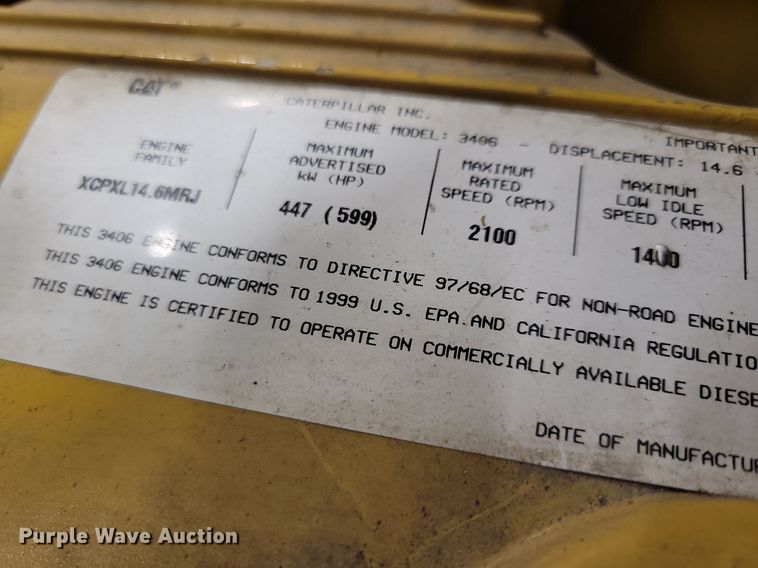 CAT
CATERPILLAR INC.
IMPORTANT
ENGINE MODEL: 3406 - DISPLACEMENT: 14.6
ENGINE
FAMILY
XCPXL14.6MRJ
MAXIMUM
ADVERTISED
kW (HP)
447 (599)
MAXIMUM
RATED
SPEED (RPM)
2100
MAXIMUM
LOW IDLE
SPEED (RPM)
1400
THIS 3406 ENGINE CONFORMS TO DIRECTIVE 97/68/EC FOR NON-ROAD ENGINE
THIS 3406 ENGINE CONFORMS TO 1999 U.S. EPA AND CALIFORNIA REGULATIO
THIS ENGINE IS CERTIFIED TO OPERATE ON COMMERCIALLY AVAILABLE DIESE
DATE OF MANUFACTU
Purple Wave Auction